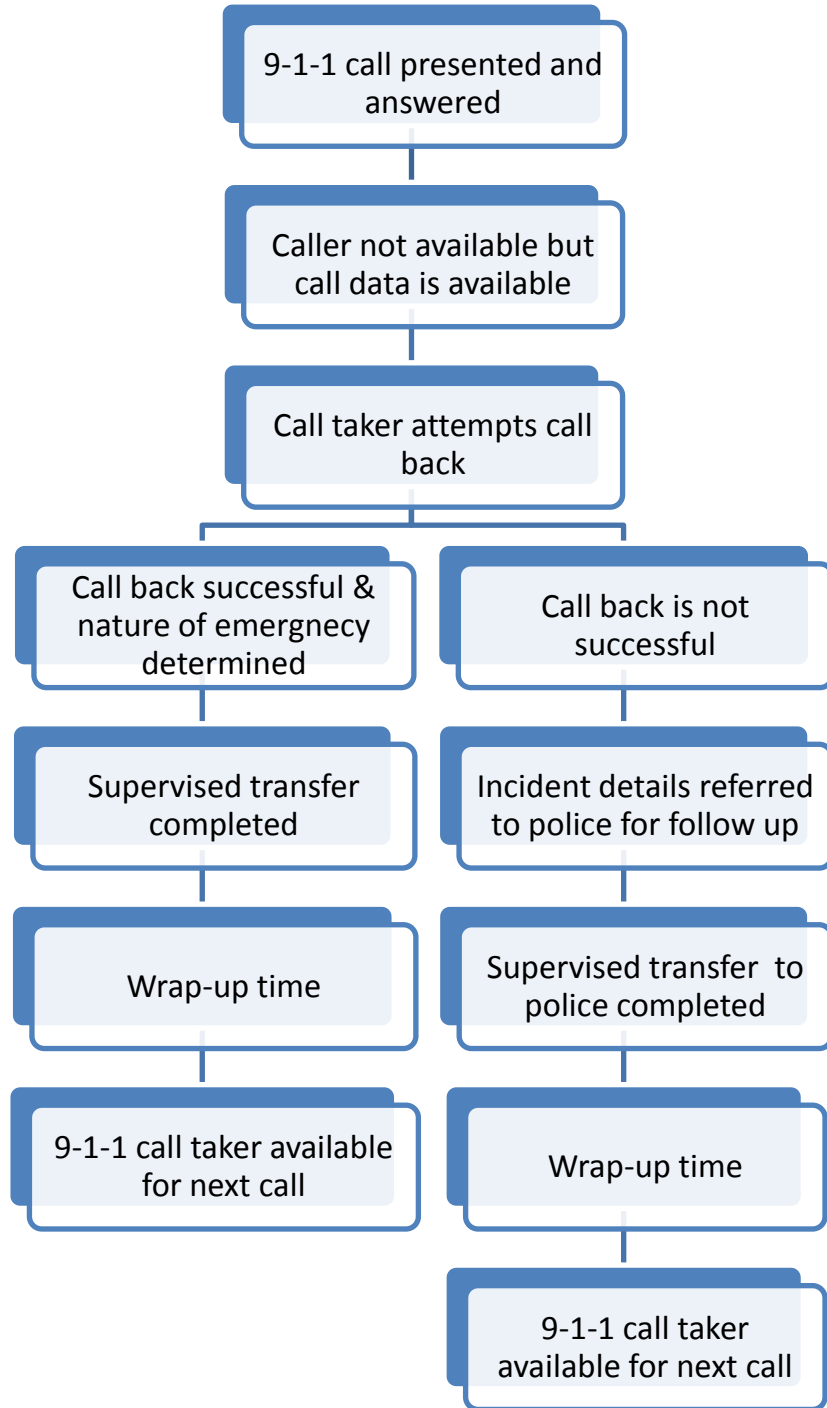 9-1-1 call presented and
answered
Caller not available but
call data is available
Call taker attempts call
back
Call back successful &
nature of emergnecy
determined
Call back is not
successful
Supervised transfer
completed
Incident details referred
to police for follow up
Wrap-up time
Supervised transfer to
police completed
9-1-1 call taker available
for next call
Wrap-up time
9-1-1 call taker
available for next call